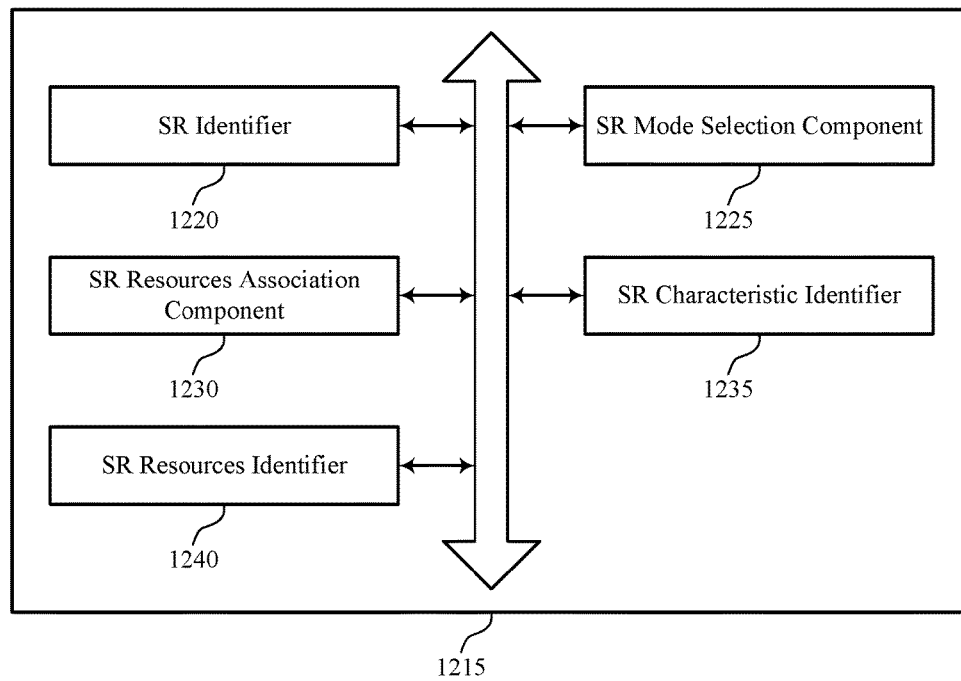 SR Identifier
1220
SR Mode Selection Component
1225
SR Resources Association
Component
1230
SR Characteristic Identifier
1235
SR Resources Identifier
1240
1215